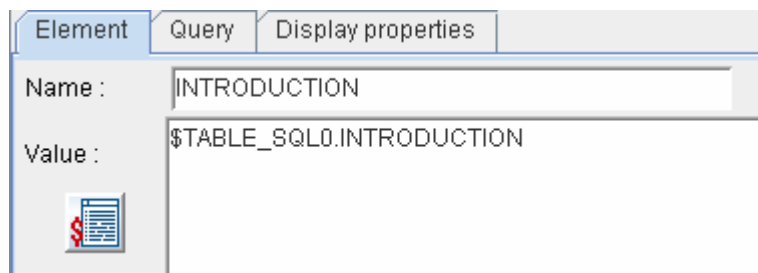 Element Query Display properties
Name : INTRODUCTION
Value : $TABLE_SQL0.INTRODUCTION
$